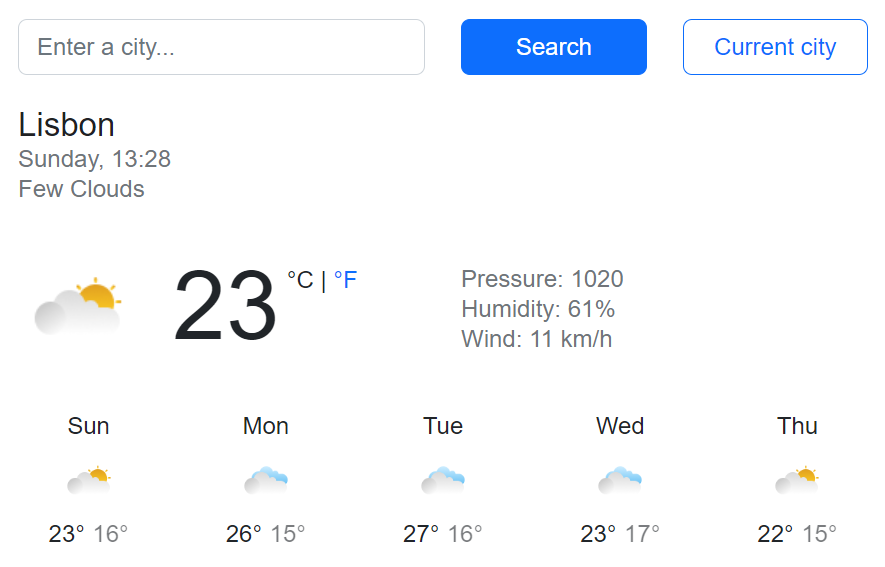 Enter a city... Search Current city
Lisbon
Sunday, 13:28
Few Clouds
23 °C | °F
Pressure: 1020
Humidity: 61%
Wind: 11 km/h
Sun Mon Tue Wed Thu
23° 16° 26° 15° 27° 16° 23° 17° 22° 15°